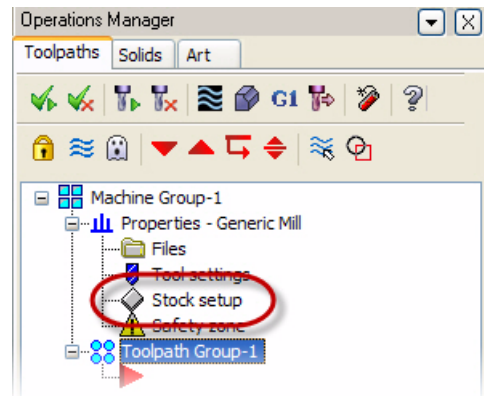 Operations Manager
Toolpaths Solids Art
G1
Machine Group-1
Properties - Generic Mill
Files
Tool settings
Stock setup
Safety zone
Toolpath Group-1